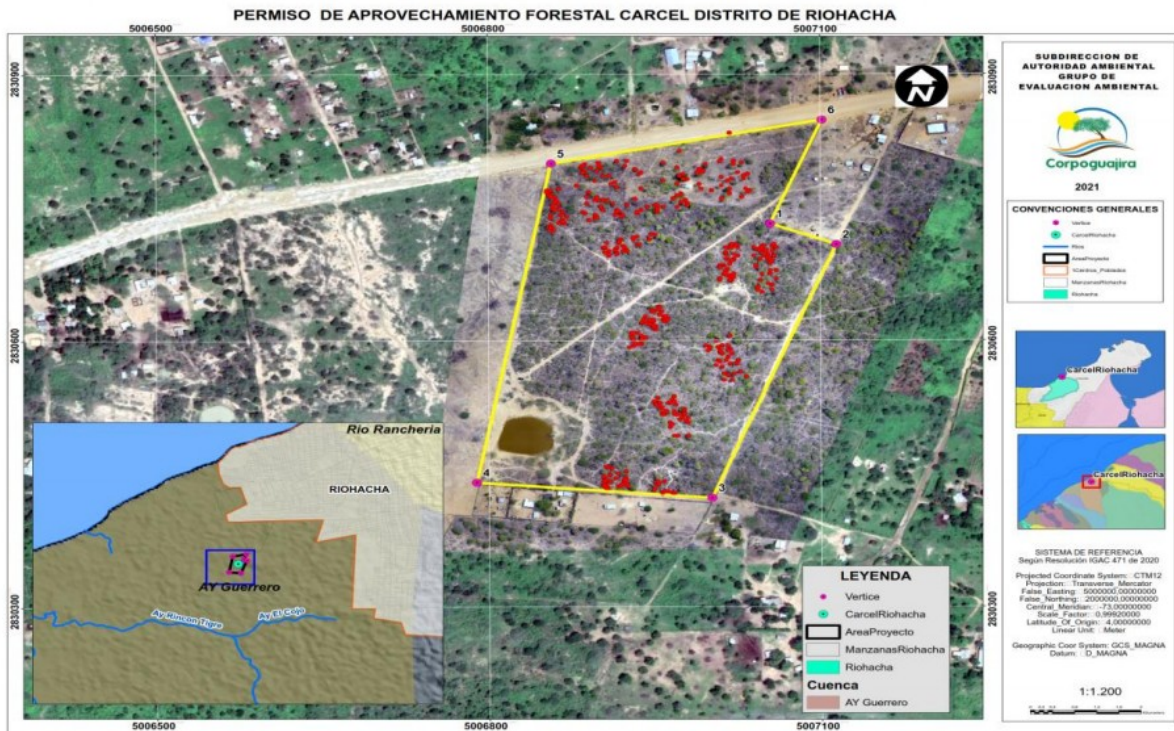 PERMISO DE APROVECHAMIENTO FORESTAL CARCEL DISTRITO DE RIOHACHA
5006500
5006800
5007100
2830900
2830900
2830600
2830600
2830300
2830300
N
6
5
1
2
4
3
Rio Rancheria
RIOHACHA
AY Guerrero
Ay Rincon Tigre
Ay El Cojo
LEYENDA
Vertice
CarcelRiohacha
AreaProyecto
ManzanasRiohacha
Riohacha
Cuenca
AY Guerrero
5006500
5006800
5007100
SUBDIRECCION DE
AUTORIDAD AMBIENTAL
GRUPO DE
EVALUACION AMBIENTAL
Corpoguajira
2021
CONVENCIONES GENERALES
Vertice
CarcelRiohacha
Rios
AreaProyecto
ManzanasRiohacha
Riohacha
CarcelRiohacha
CarcelRiohacha
SISTEMA DE REFERENCIA
Según Resolución IGAC 471 de 2020
Projected Coordinate System: CTM12
Projection: Transverse_Mercator
False_Easting: 5000000,00000000
False_Northing: 2000000,00000000
Central_Meridian: -73,00000000
Scale_Factor: 0,99920000
Latitude_Of_Origin: 4,00000000
Linear Unit: Meter
Geographic Coor System: GCS_MAGNA
Datum: D_MAGNA
1:1.200